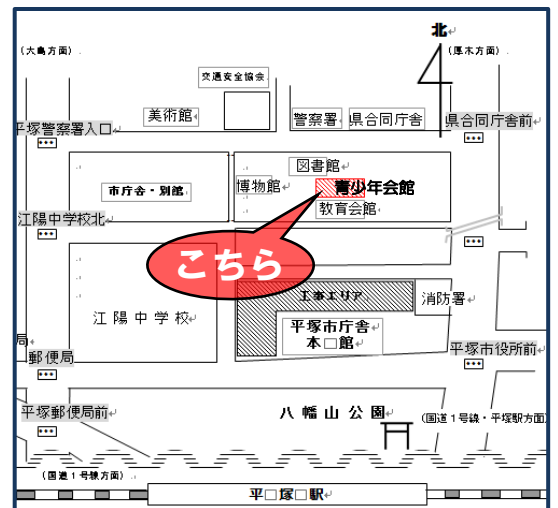 北
(大島方面)
(厚木方面)
交通安全協会
美術館
警察署
県合同庁舎
県合同庁舎前
平塚警察署入口
図書館
市庁舎・別館
博物館
青少年会館
教育会館
江陽中学校北
こちら
工事エリア
消防署
江陽中学校
平塚市庁舎
本□館
局
郵便局
平塚市役所前
平塚郵便局前
八幡山公園
(国道1号線・平塚駅方面)
(国道1号線方面)
平□塚□駅